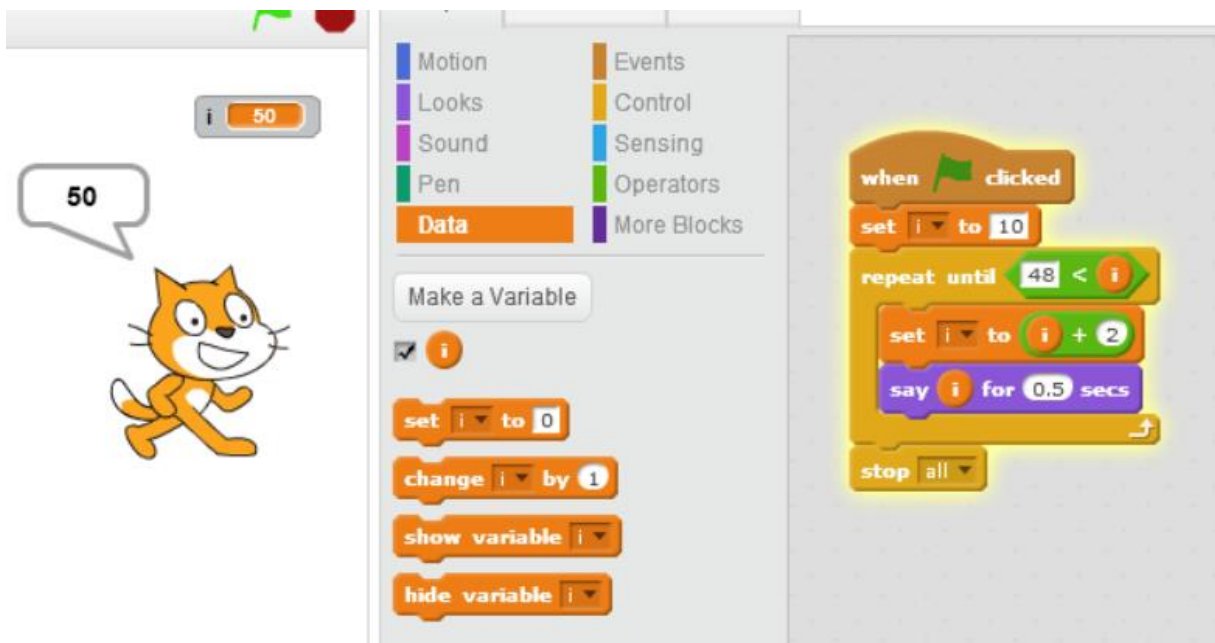 i 50
50
Motion
Looks
Sound
Pen
Data
Events
Control
Sensing
Operators
More Blocks
Make a Variable
i
set i to 0
change i by 1
show variable i
hide variable i
when clicked
set i to 10
repeat until 48 < i
set i to i + 2
say i for 0.5 secs
stop all